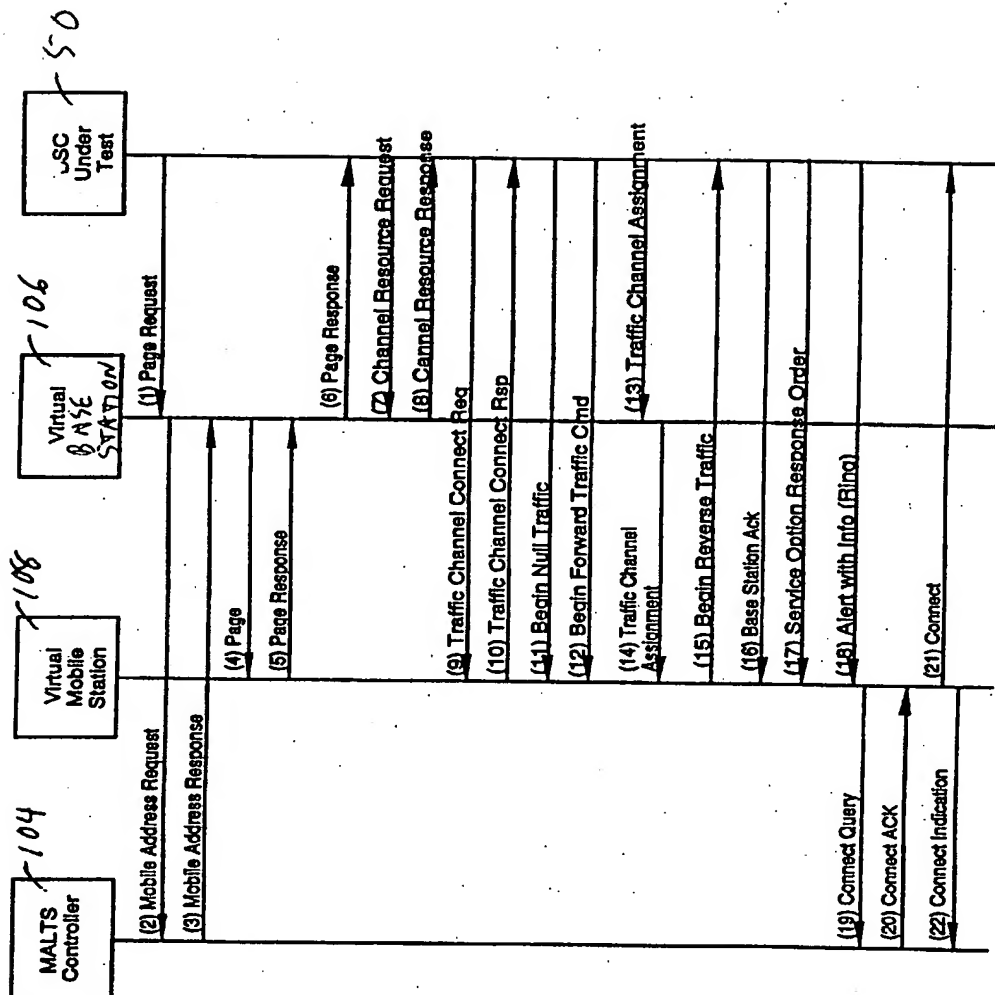 MALTS
Controller
104
Virtual
Mobile
Station
108
Virtual
BASE
STATION
106
BSC
Under
Test
50
(1) Page Request
(2) Mobile Address Request
(3) Mobile Address Response
(4) Page
(5) Page Response
(6) Page Response
(7) Channel Resource Request
(8) Cannel Resource Response
(9) Traffic Channel Connect Req
(10) Traffic Channel Connect Rsp
(11) Begin Null Traffic
(12) Begin Forward Traffic Cmd
(13) Traffic Channel Assignment
(14) Traffic Channel
Assignment
(15) Begin Reverse Traffic
(16) Base Station Ack
(17) Service Option Response Order
(18) Alert with Info (Ring)
(19) Connect Query
(20) Connect ACK
(21) Connect
(22) Connect Indication